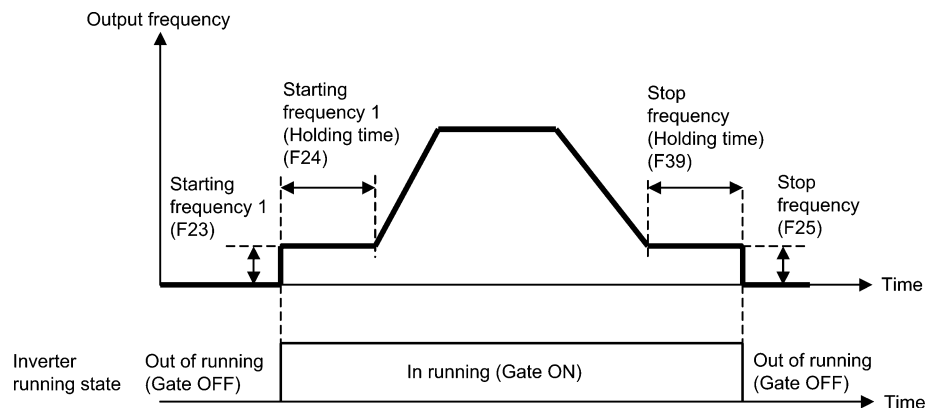 Output frequency
Starting
frequency 1
(Holding time)
(F24)
Stop
frequency
(Holding time)
(F39)
Starting
frequency 1
(F23)
Stop
frequency
(F25)
Time
Inverter
running state
Out of running
(Gate OFF)
In running (Gate ON)
Out of running
(Gate OFF)
Time